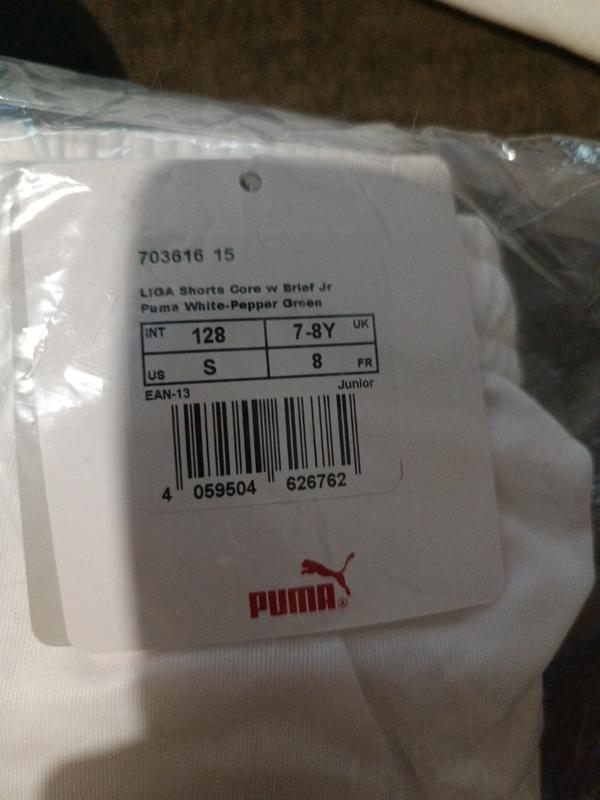 703616 15
LIGA Shorts Core w Brief Jr
Puma White-Pepper Green
INT 128 7-8Y UK
US S 8 FR
EAN-13 Junior
4 059504 626762
PUMA®